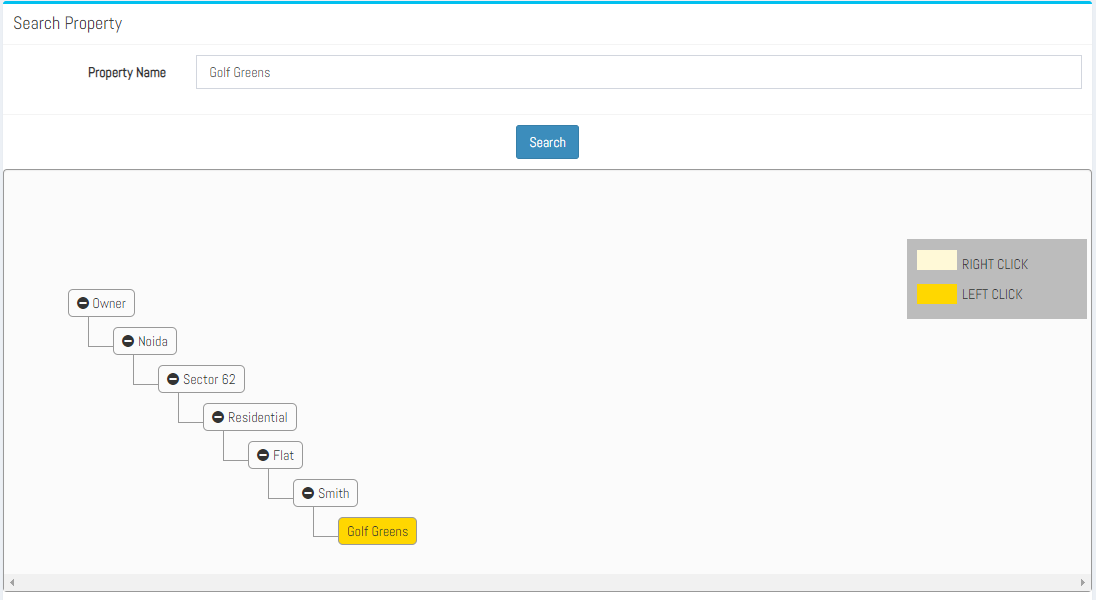 Search Property
Property Name
Golf Greens
Search
RIGHT CLICK
LEFT CLICK
Owner
Noida
Sector 62
Residential
Flat
Smith
Golf Greens